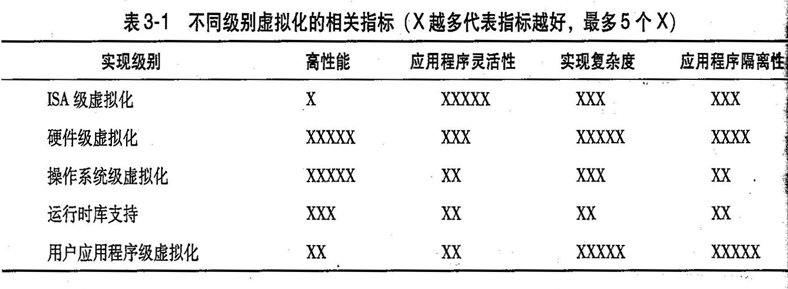 表3-1 不同级别虚拟化的相关指标（X越多代表指标越好，最多5个X）
实现级别 高性能 应用程序灵活性 实现复杂度 应用程序隔离性
ISA级虚拟化 X XXXXX XXX XXX
硬件级虚拟化 XXXXX XXX XXXXX XXXX
操作系统级虚拟化 XXXXX XX XXX XX
运行时库支持 XXX XX XX XX
用户应用程序级虚拟化 XX XX XXXXX XXXXX